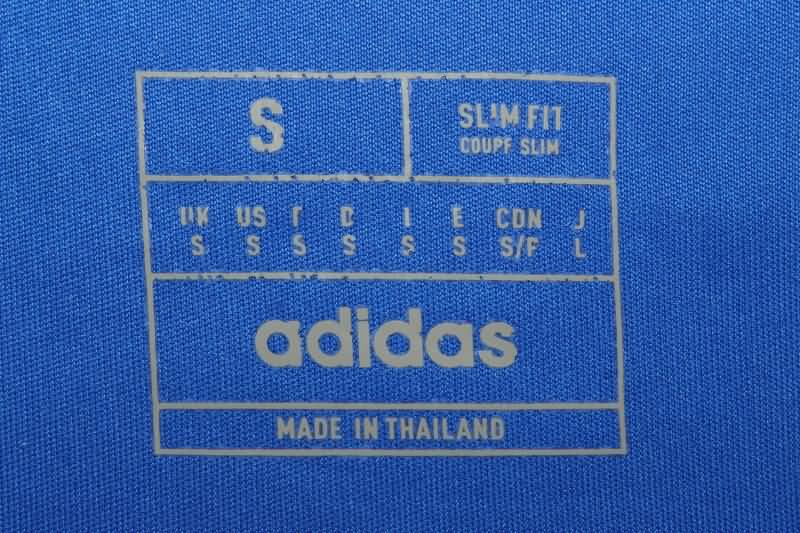 S
SLIM FIT
COUPE SLIM
UK US F D I E CDN J
S S S S S S S/P L
adidas
MADE IN THAILAND